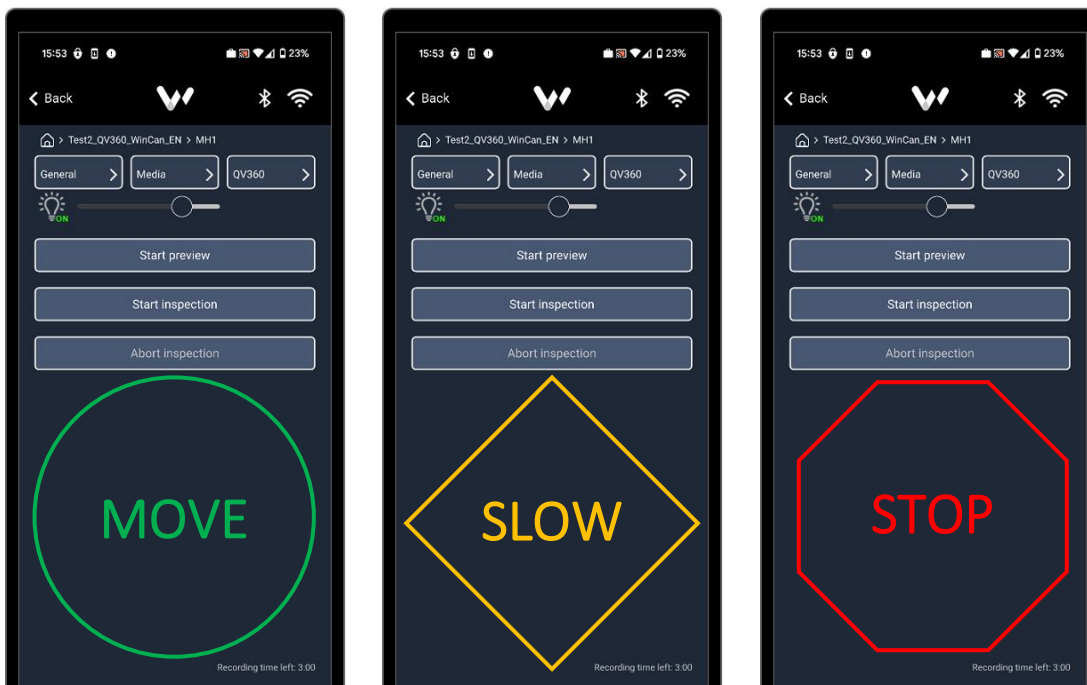 15:53 23%
Back
> Test2_QV360_WinCan_EN > MH1
General Media QV360
ON
Start preview
Start inspection
Abort inspection
MOVE
Recording time left: 3:00
15:53 23%
Back
> Test2_QV360_WinCan_EN > MH1
General Media QV360
ON
Start preview
Start inspection
Abort inspection
SLOW
Recording time left: 3:00
15:53 23%
Back
> Test2_QV360_WinCan_EN > MH1
General Media QV360
ON
Start preview
Start inspection
Abort inspection
STOP
Recording time left: 3:00